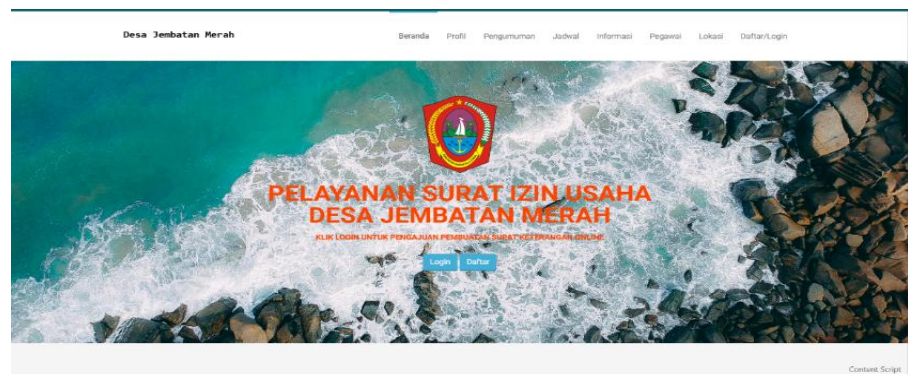 Desa Jembatan Merah
Beranda Profil Pengumuman Jadwal Informasi Pegawai Lokasi Daftar/Login
PELAYANAN SURAT IZIN USAHA
DESA JEMBATAN MERAH
KLIK LOGIN UNTUK PENGAJUAN PEMBUATAN SURAT KETERANGAN ONLINE
Login Daftar
Content Script